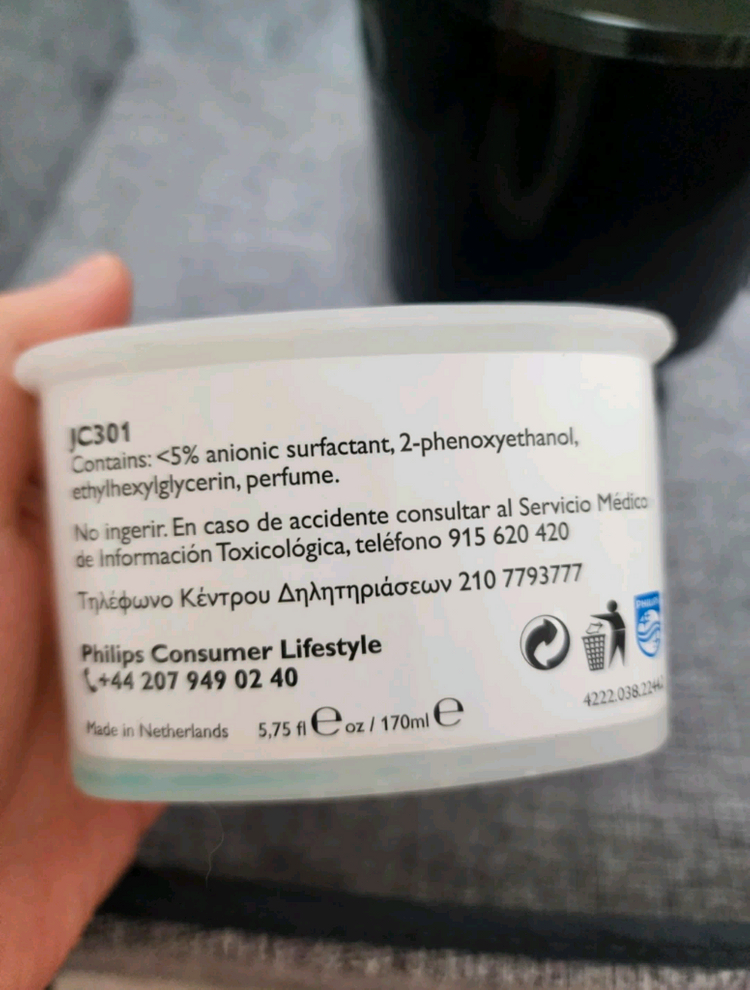 JC301
Contains: <5% anionic surfactant, 2-phenoxyethanol,
ethylhexylglycerin, perfume.
No ingerir. En caso de accidente consultar al Servicio Médico
de Información Toxicológica, teléfono 915 620 420
Τηλέφωνο Κέντρου Δηλητηριάσεων 210 7793777
Philips Consumer Lifestyle
+44 207 949 02 40
PHILIPS
Made in Netherlands 5,75 fl ℮ oz / 170ml ℮